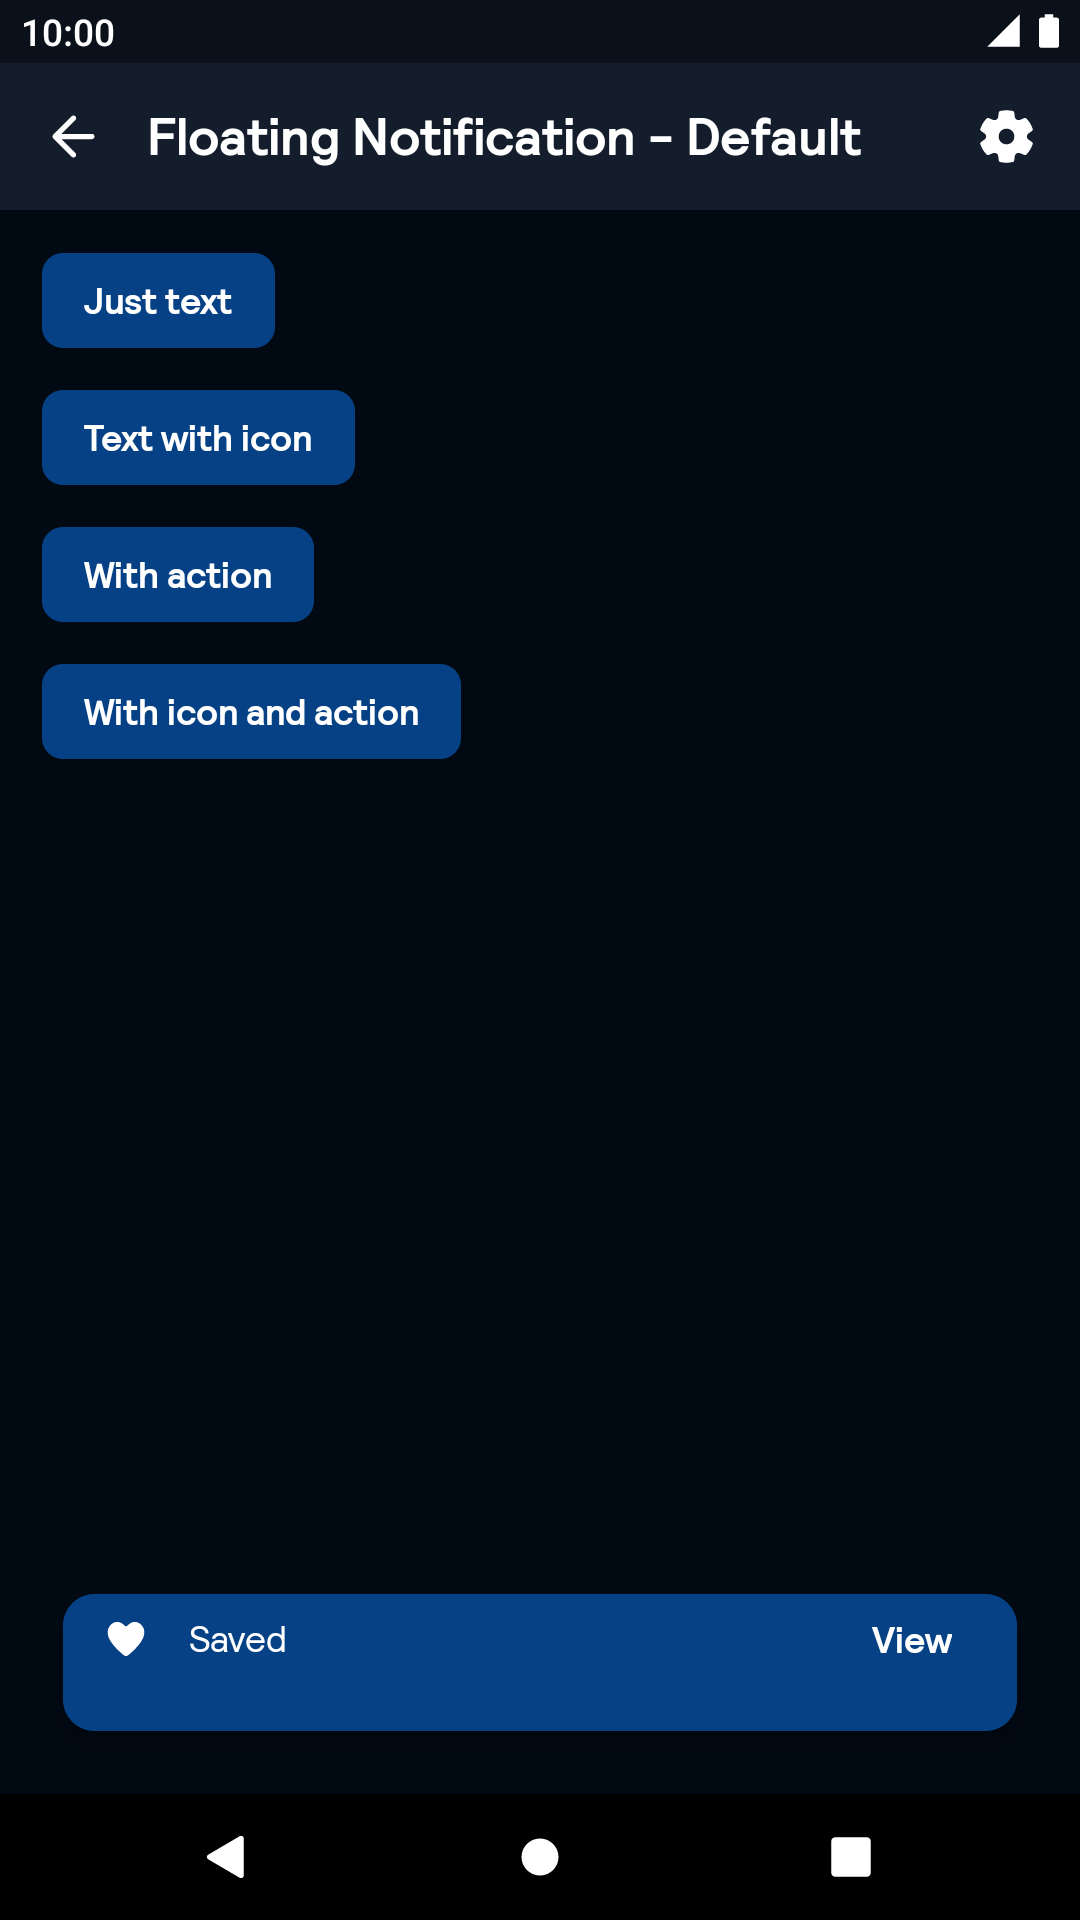 10:00
Floating Notification - Default
Just text
Text with icon
With action
With icon and action
Saved
View